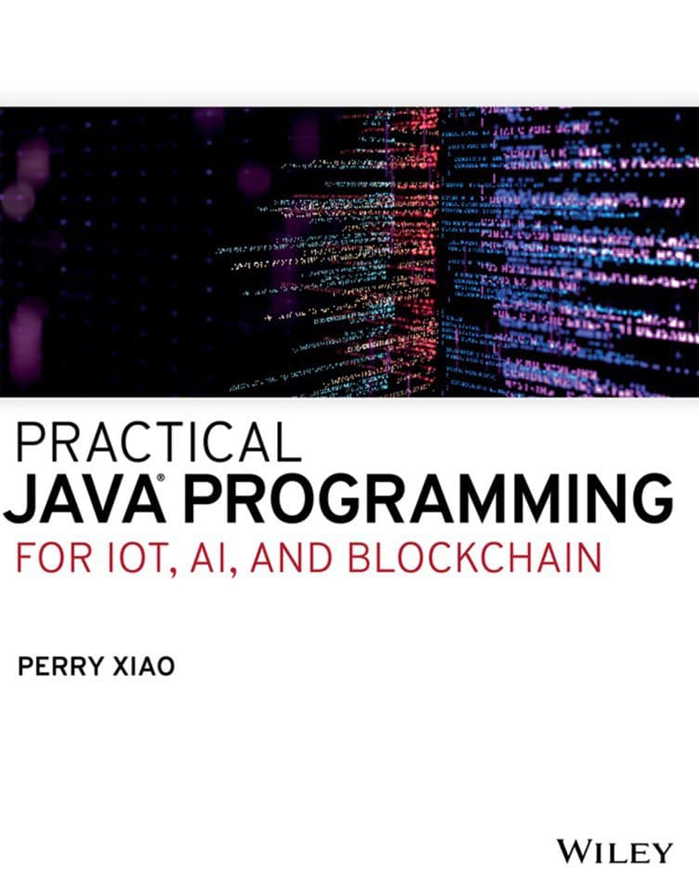 PRACTICAL
JAVA® PROGRAMMING
FOR IOT, AI, AND BLOCKCHAIN
PERRY XIAO
WILEY